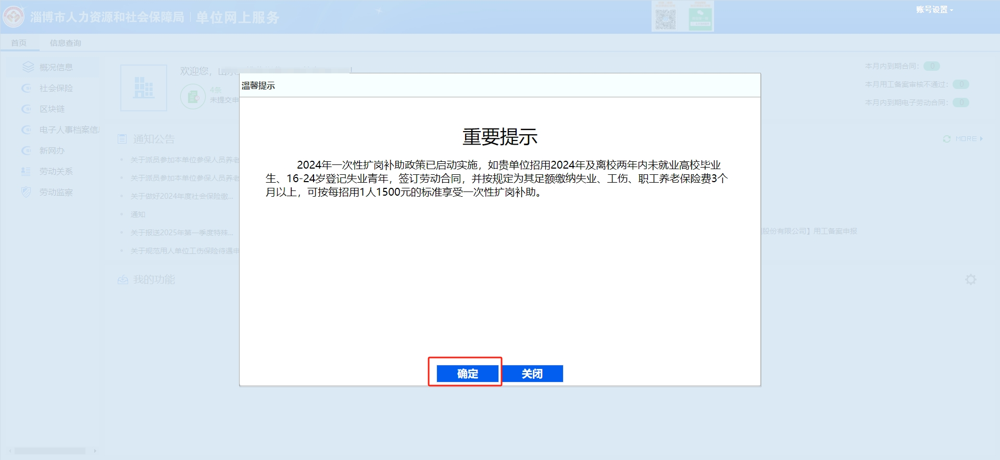 淄博市人力资源和社会保障局 | 单位网上服务
账号设置
首页 信息查询
概况信息
社会保险
区块链
电子人事档案信
新网办
劳动关系
劳动监察
欢迎您,
4条
未提交申
本月内到期合同: 0
本月用工备案审核不通过: 0
本月内到期电子劳动合同: 0
通知公告
MORE
关于派员参加本单位参保人员养老
关于派员参加本单位参保人员养老
关于做好2024年度社会保险缴...
通知
关于报送2025年第一季度特殊...
关于规范用人单位工伤保险待遇申
股份有限公司】用工备案申报
我的功能
温馨提示
重要提示
2024年一次性扩岗补助政策已启动实施，如贵单位招用2024年及离校两年内未就业高校毕业
生、16-24岁登记失业青年，签订劳动合同，并按规定为其足额缴纳失业、工伤、职工养老保险费3个
月以上，可按每招用1人1500元的标准享受一次性扩岗补助。
确定 关闭